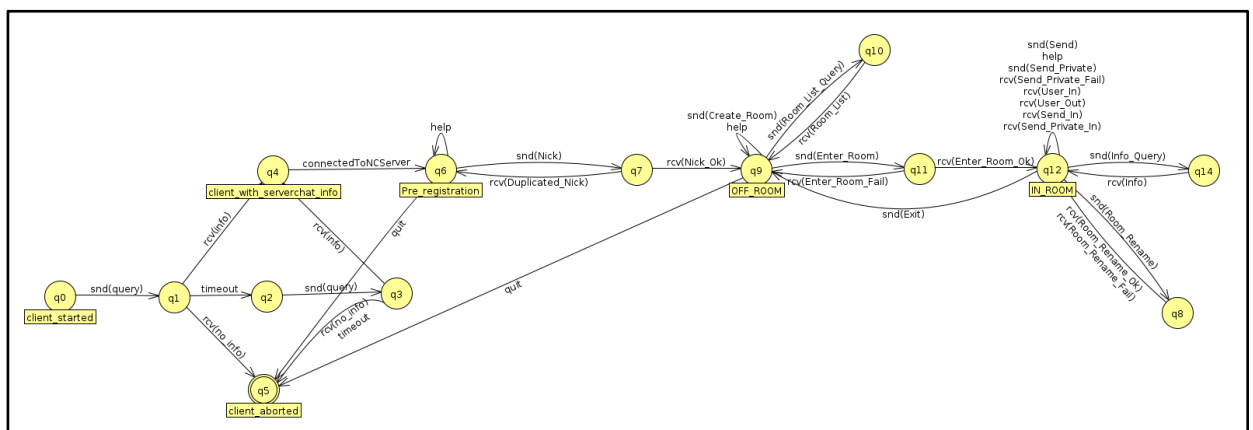 q10
snd(Send)
help
snd(Send_Private)
rcv(Send_Private_Fail)
rcv(User_In)
rcv(User_Out)
rcv(Send_In)
rcv(Send_Private_In)
snd(Room_List_Query)
rcv(Room_List)
snd(Create_Room)
help
help
q4
client_with_serverchat_info
connectedToNCServer
q6
Pre_registration
snd(Nick)
rcv(Duplicated_Nick)
q7
rcv(Nick_Ok)
q9
OFF_ROOM
snd(Enter_Room)
rcv(Enter_Room_Fail)
q11
rcv(Enter_Room_Ok)
q12
IN_ROOM
snd(Info_Query)
rcv(Info)
q14
snd(Exit)
snd(Room_Rename)
rcv(Room_Rename_Ok)
rcv(Room_Rename_Fail)
q8
rcv(info)
rcv(info)
quit
quit
q0
client_started
snd(query)
q1
timeout
q2
snd(query)
q3
rcv(no_info)
rcv(no_info)
timeout
q5
client_aborted